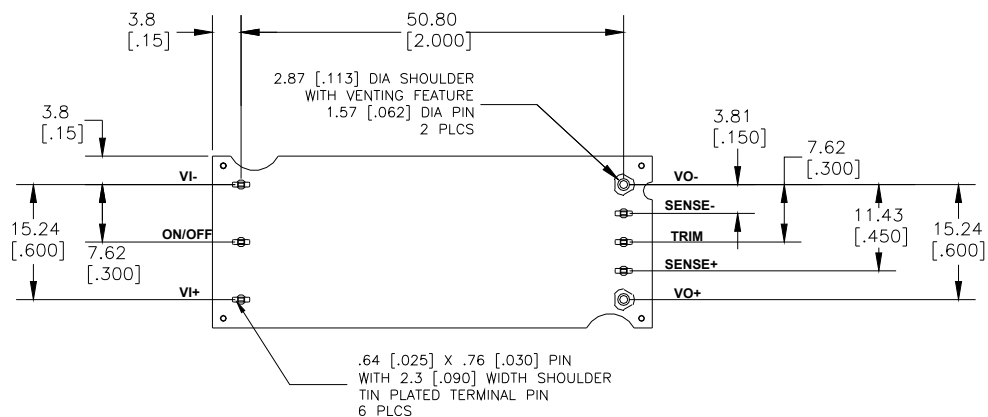 3.8
[.15]
50.80
[2.000]
2.87 [.113] DIA SHOULDER
WITH VENTING FEATURE
1.57 [.062] DIA PIN
2 PLCS
3.8
[.15]
3.81
[.150]
7.62
[.300]
VI-
VO-
SENSE-
15.24
[.600]
ON/OFF
7.62
[.300]
TRIM
11.43
[.450]
15.24
[.600]
SENSE+
VI+
VO+
.64 [.025] X .76 [.030] PIN
WITH 2.3 [.090] WIDTH SHOULDER
TIN PLATED TERMINAL PIN
6 PLCS